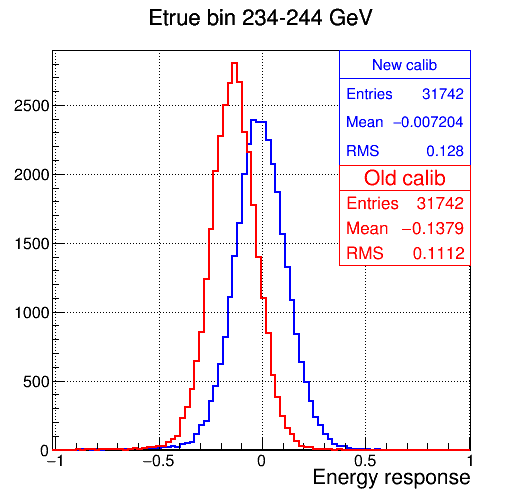 Etrue bin 234-244 GeV
New calib
Entries 31742
Mean −0.007204
RMS 0.128
Old calib
Entries 31742
Mean −0.1379
RMS 0.1112
2500
2000
1500
1000
500
0
−1 −0.5 0 0.5 1
Energy response